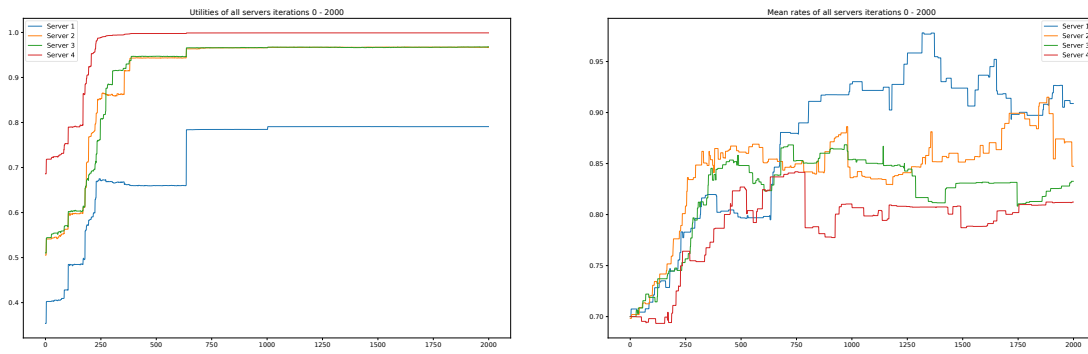 Utilities of all servers iterations 0 - 2000
Server 1
Server 2
Server 3
Server 4
1.0
0.9
0.8
0.7
0.6
0.5
0.4
0 250 500 750 1000 1250 1500 1750 2000
Mean rates of all servers iterations 0 - 2000
Server 1
Server 2
Server 3
Server 4
0.95
0.90
0.85
0.80
0.75
0.70
0 250 500 750 1000 1250 1500 1750 2000